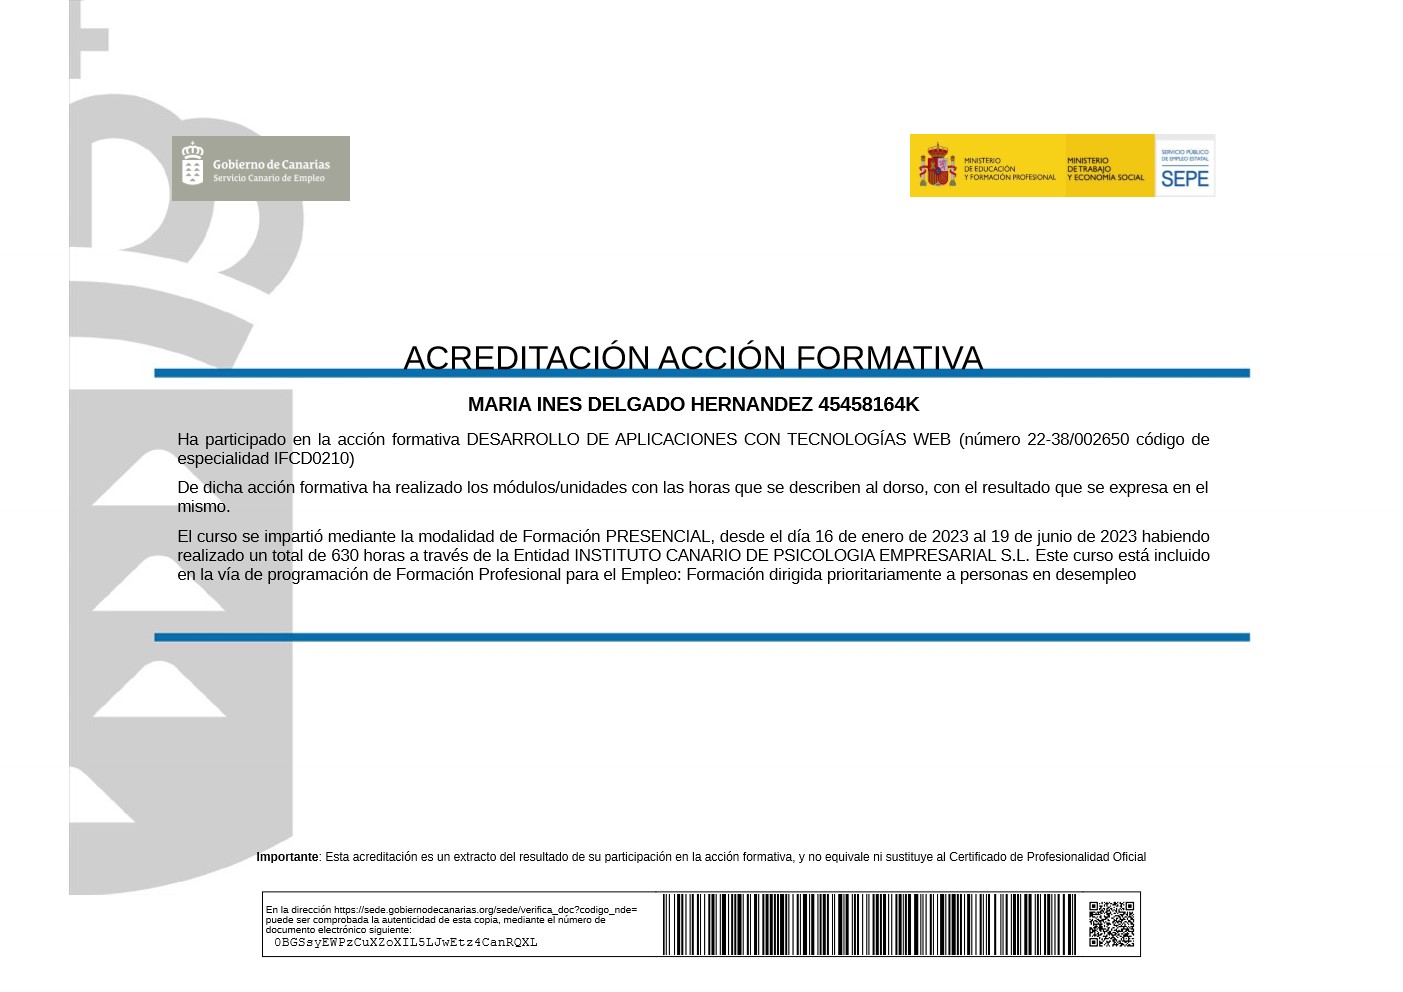 Gobierno de Canarias
Servicio Canario de Empleo
MINISTERIO
DE EDUCACIÓN
Y FORMACIÓN PROFESIONAL
MINISTERIO
DE TRABAJO
Y ECONOMÍA SOCIAL
SERVICIO PÚBLICO
DE EMPLEO ESTATAL
SEPE
ACREDITACIÓN ACCIÓN FORMATIVA
MARIA INES DELGADO HERNANDEZ 45458164K
Ha participado en la acción formativa DESARROLLO DE APLICACIONES CON TECNOLOGÍAS WEB (número 22-38/002650 código de
especialidad IFCD0210)
De dicha acción formativa ha realizado los módulos/unidades con las horas que se describen al dorso, con el resultado que se expresa en el
mismo.
El curso se impartió mediante la modalidad de Formación PRESENCIAL, desde el día 16 de enero de 2023 al 19 de junio de 2023 habiendo
realizado un total de 630 horas a través de la Entidad INSTITUTO CANARIO DE PSICOLOGIA EMPRESARIAL S.L. Este curso está incluido
en la vía de programación de Formación Profesional para el Empleo: Formación dirigida prioritariamente a personas en desempleo
Importante: Esta acreditación es un extracto del resultado de su participación en la acción formativa, y no equivale ni sustituye al Certificado de Profesionalidad Oficial
En la dirección https://sede.gobiernodecanarias.org/sede/verifica_doc?codigo_nde=
puede ser comprobada la autenticidad de esta copia, mediante el número de
documento electrónico siguiente:
0BGSsyEWPzCuXZoXIL5LJwEtz4CanRQXL